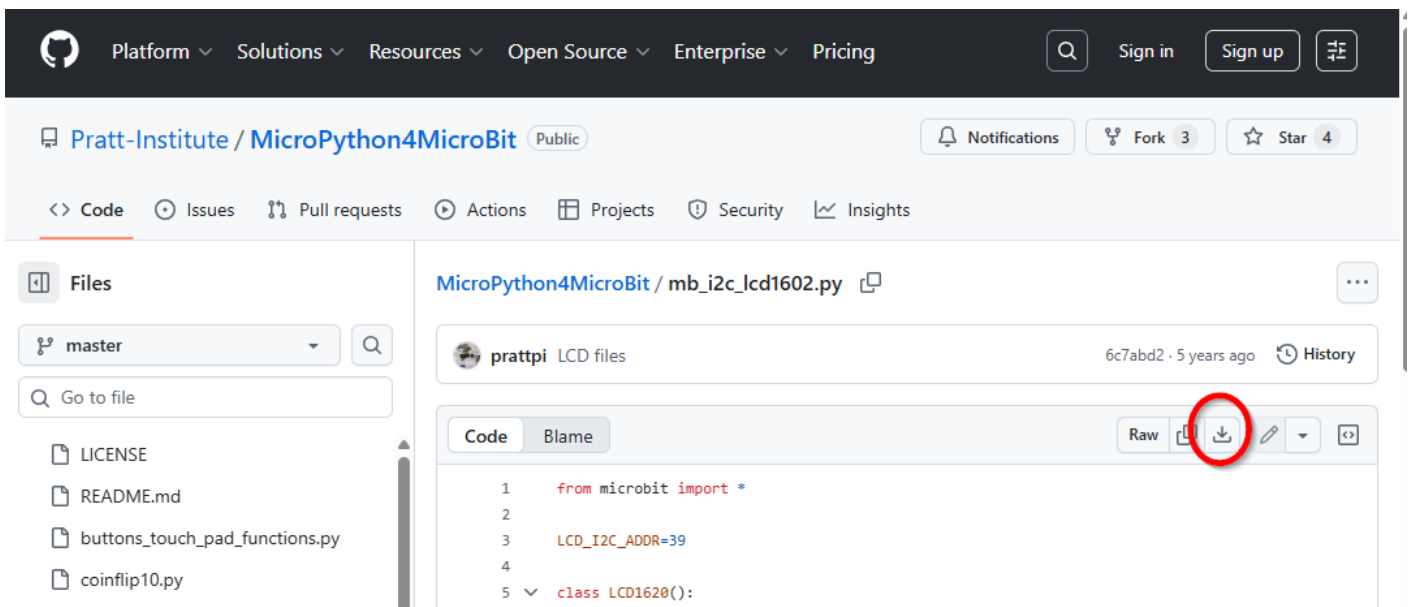 Platform Solutions Resources Open Source Enterprise Pricing Sign in Sign up
Pratt-Institute / MicroPython4MicroBit Public Notifications Fork 3 Star 4
Code Issues Pull requests Actions Projects Security Insights
Files
master
Go to file
LICENSE
README.md
buttons_touch_pad_functions.py
coinflip10.py
MicroPython4MicroBit / mb_i2c_lcd1602.py
prattpi LCD files 6c7abd2 · 5 years ago History
Code Blame Raw
1 from microbit import *
2
3 LCD_I2C_ADDR=39
4
5 class LCD1620():